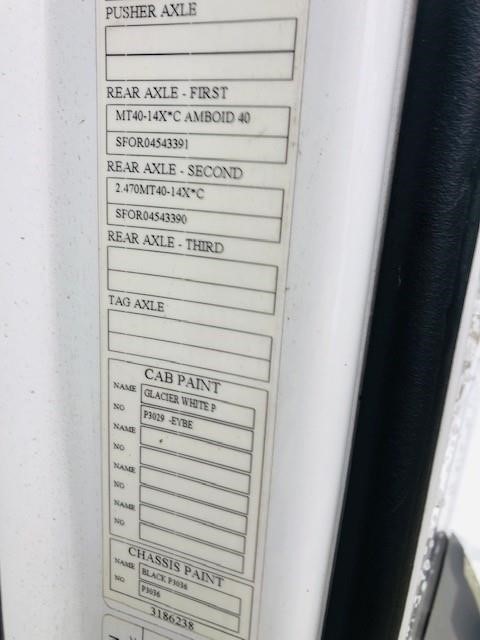 PUSHER AXLE
REAR AXLE - FIRST
MT40-14X*C AMBOID 40
SFOR04543391
REAR AXLE - SECOND
2.470MT40-14X*C
SFOR04543390
REAR AXLE - THIRD
TAG AXLE
CAB PAINT
NAME GLACIER WHITE P
NO P3029 -EYBE
NAME
NO
NAME
NO
NAME
NO
CHASSIS PAINT
NAME BLACK P3036
NO P3036
3186238